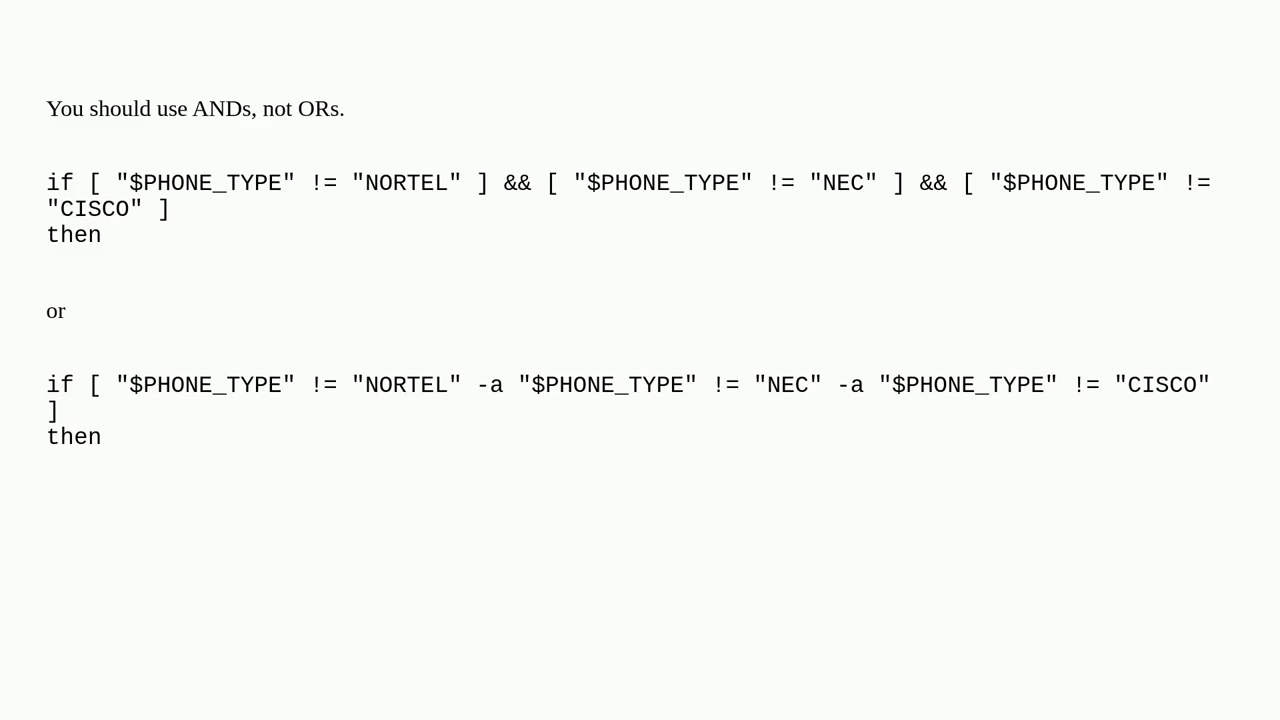 You should use ANDs, not ORs.
if [ "$PHONE_TYPE" != "NORTEL" ] && [ "$PHONE_TYPE" != "NEC" ] && [ "$PHONE_TYPE" !=
"CISCO" ]
then
or
if [ "$PHONE_TYPE" != "NORTEL" -a "$PHONE_TYPE" != "NEC" -a "$PHONE_TYPE" != "CISCO"
]
then